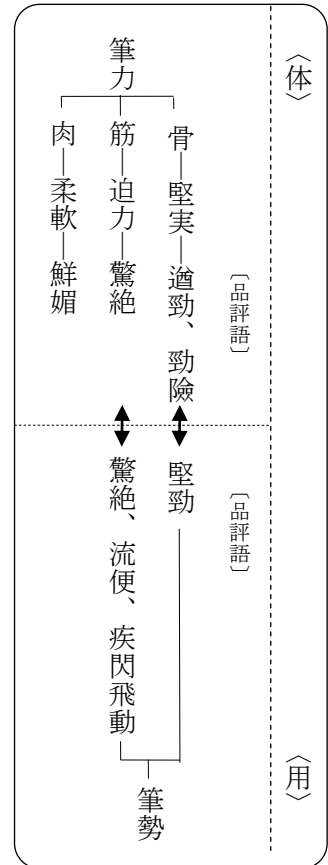 〈体〉
〈用〉
〔品評語〕
〔品評語〕
骨―堅実―遒勁、勁險
堅勁
筆力
筋―迫力―驚絶
驚絶、流便、疾閃飛動
筆勢
肉―柔軟―鮮媚